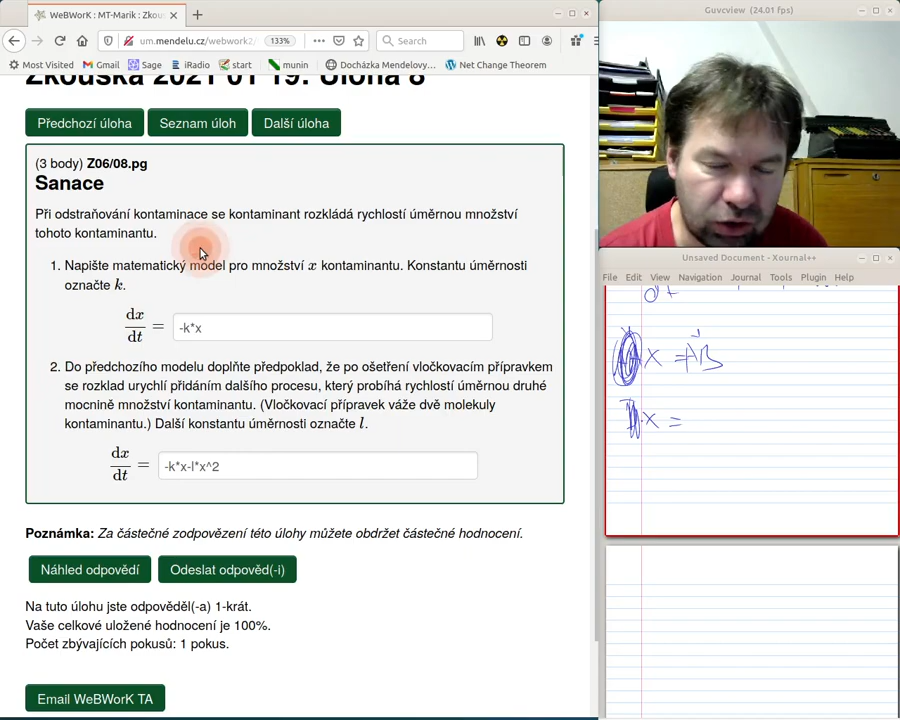 WeBWorK : MT-Marik : Zkou
Guvcview (24.01 fps)
um.mendelu.cz/webwork2/
133%
Search
Most Visited
Gmail
Sage
iRadio
start
munin
Docházka Mendelovy…
Net Change Theorem
Zkouška 2021 01 19: Úloha 8
Předchozí úloha
Seznam úloh
Další úloha
(3 body) Z06/08.pg
Sanace
Při odstraňování kontaminace se kontaminant rozkládá rychlostí úměrnou množství
tohoto kontaminantu.
1. Napište matematický model pro množství x kontaminantu. Konstantu úměrnosti
označte k.
dx/dt = -k*x
2. Do předchozího modelu doplňte předpoklad, že po ošetření vločkovacím přípravkem
se rozklad urychlí přidáním dalšího procesu, který probíhá rychlostí úměrnou druhé
mocnině množství kontaminantu. (Vločkovací přípravek váže dvě molekuly
kontaminantu.) Další konstantu úměrnosti označte l.
dx/dt = -k*x-l*x^2
Poznámka: Za částečné zodpovězení této úlohy můžete obdržet částečné hodnocení.
Náhled odpovědí
Odeslat odpověd(-i)
Na tuto úlohu jste odpověděl(-a) 1-krát.
Vaše celkové uložené hodnocení je 100%.
Počet zbývajících pokusů: 1 pokus.
Email WeBWorK TA
Unsaved Document - Xournal++
File Edit View Navigation Journal Tools Plugin Help
x =
x =